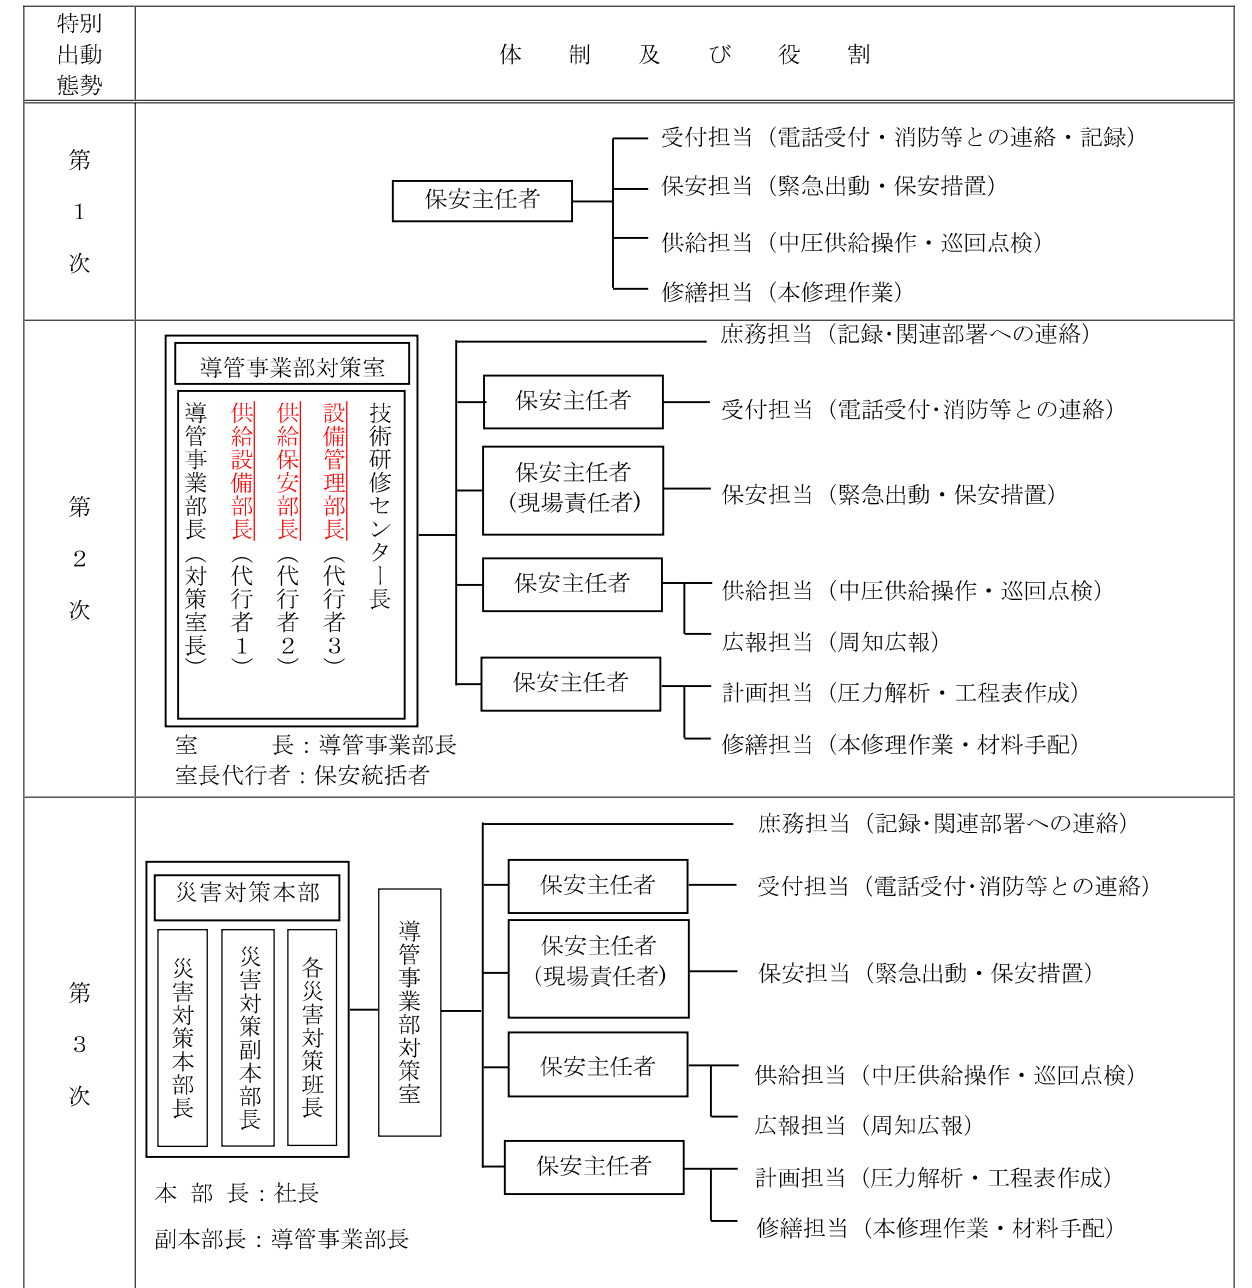 特別
出動
態勢
体 制 及 び 役 割
第
1
次
保安主任者
受付担当（電話受付・消防等との連絡・記録）
保安担当（緊急出動・保安措置）
供給担当（中圧供給操作・巡回点検）
修繕担当（本修理作業）
第
2
次
導管事業部対策室
導管事業部長（対策室長）
供給設備部長（代行者1）
供給保安部長（代行者2）
設備管理部長（代行者3）
技術研修センター長
室 長：導管事業部長
室長代行者：保安統括者
庶務担当（記録･関連部署への連絡）
保安主任者
受付担当（電話受付･消防等との連絡）
保安主任者
(現場責任者)
保安担当（緊急出動・保安措置）
保安主任者
供給担当（中圧供給操作・巡回点検）
広報担当（周知広報）
保安主任者
計画担当（圧力解析・工程表作成）
修繕担当（本修理作業・材料手配）
第
3
次
災害対策本部
災害対策本部長
災害対策副本部長
各災害対策班長
本 部 長：社長
副本部長：導管事業部長
導管事業部対策室
庶務担当（記録･関連部署への連絡）
保安主任者
受付担当（電話受付･消防等との連絡）
保安主任者
(現場責任者)
保安担当（緊急出動・保安措置）
保安主任者
供給担当（中圧供給操作・巡回点検）
広報担当（周知広報）
保安主任者
計画担当（圧力解析・工程表作成）
修繕担当（本修理作業・材料手配）